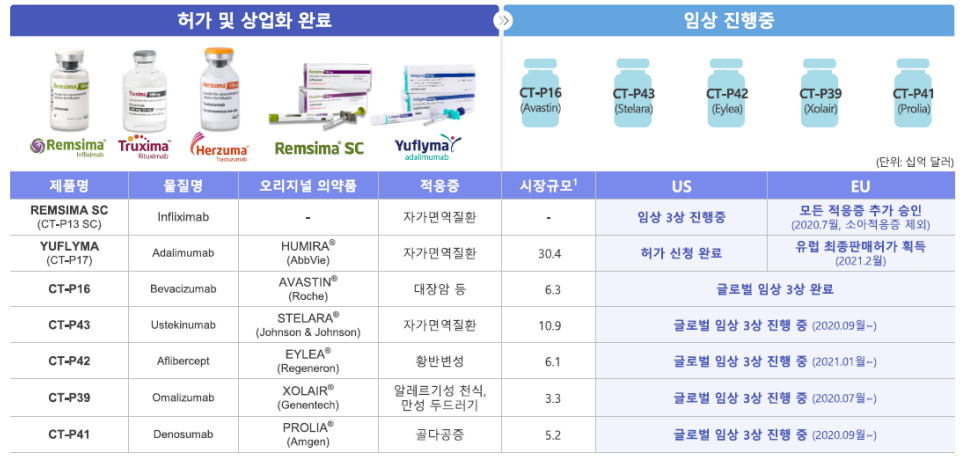 허가 및 상업화 완료
임상 진행중
Remsima
Infliximab
Truxima
Rituximab
Herzuma
Trastuzumab
Remsima SC
Yuflyma
adalimumab
CT-P16
(Avastin)
CT-P43
(Stelara)
CT-P42
(Eylea)
CT-P39
(Xolair)
CT-P41
(Prolia)
(단위: 십억 달러)
제품명 물질명 오리지널 의약품 적응증 시장규모1 US EU
REMSIMA SC
(CT-P13 SC)
Infliximab
-
자가면역질환
-
임상 3상 진행중
모든 적응증 추가 승인
(2020.7월, 소아적응증 제외)
YUFLYMA
(CT-P17)
Adalimumab
HUMIRA®
(AbbVie)
자가면역질환
30.4
허가 신청 완료
유럽 최종판매허가 획득
(2021.2월)
CT-P16
Bevacizumab
AVASTIN®
(Roche)
대장암 등
6.3
글로벌 임상 3상 완료
CT-P43
Ustekinumab
STELARA®
(Johnson & Johnson)
자가면역질환
10.9
글로벌 임상 3상 진행 중 (2020.09월~)
CT-P42
Aflibercept
EYLEA®
(Regeneron)
황반변성
6.1
글로벌 임상 3상 진행 중 (2021.01월~)
CT-P39
Omalizumab
XOLAIR®
(Genentech)
알레르기성 천식,
만성 두드러기
3.3
글로벌 임상 3상 진행 중 (2020.07월~)
CT-P41
Denosumab
PROLIA®
(Amgen)
골다공증
5.2
글로벌 임상 3상 진행 중 (2020.09월~)